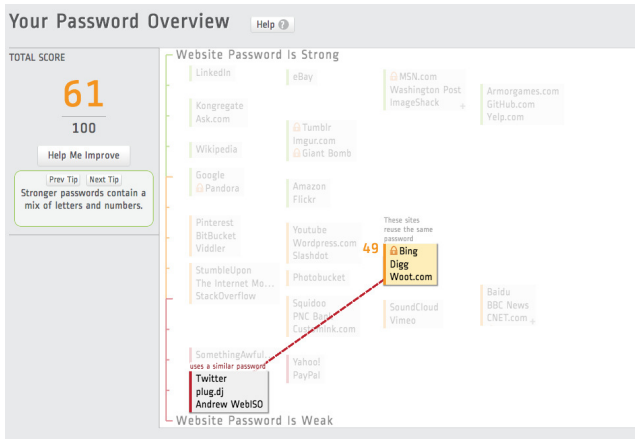 Your Password Overview
Help ?
TOTAL SCORE
61
100
Help Me Improve
Prev Tip
Next Tip
Stronger passwords contain a
mix of letters and numbers.
Website Password Is Strong
LinkedIn
eBay
MSN.com
Washington Post
ImageShack
Armorgames.com
GitHub.com
Yelp.com
Kongregate
Ask.com
Tumblr
Imgur.com
Giant Bomb
Wikipedia
Google
Pandora
Amazon
Flickr
Pinterest
BitBucket
Viddler
Youtube
Wordpress.com
Slashdot
These sites
reuse the same
password
49
Bing
Digg
Woot.com
StumbleUpon
The Internet Mo...
StackOverflow
Photobucket
Baidu
BBC News
CNET.com
Squidoo
PNC Bank
CustomInk.com
SoundCloud
Vimeo
SomethingAwful...
Yahoo!
PayPal
uses a similar password
Twitter
plug.dj
Andrew WebISO
Website Password Is Weak